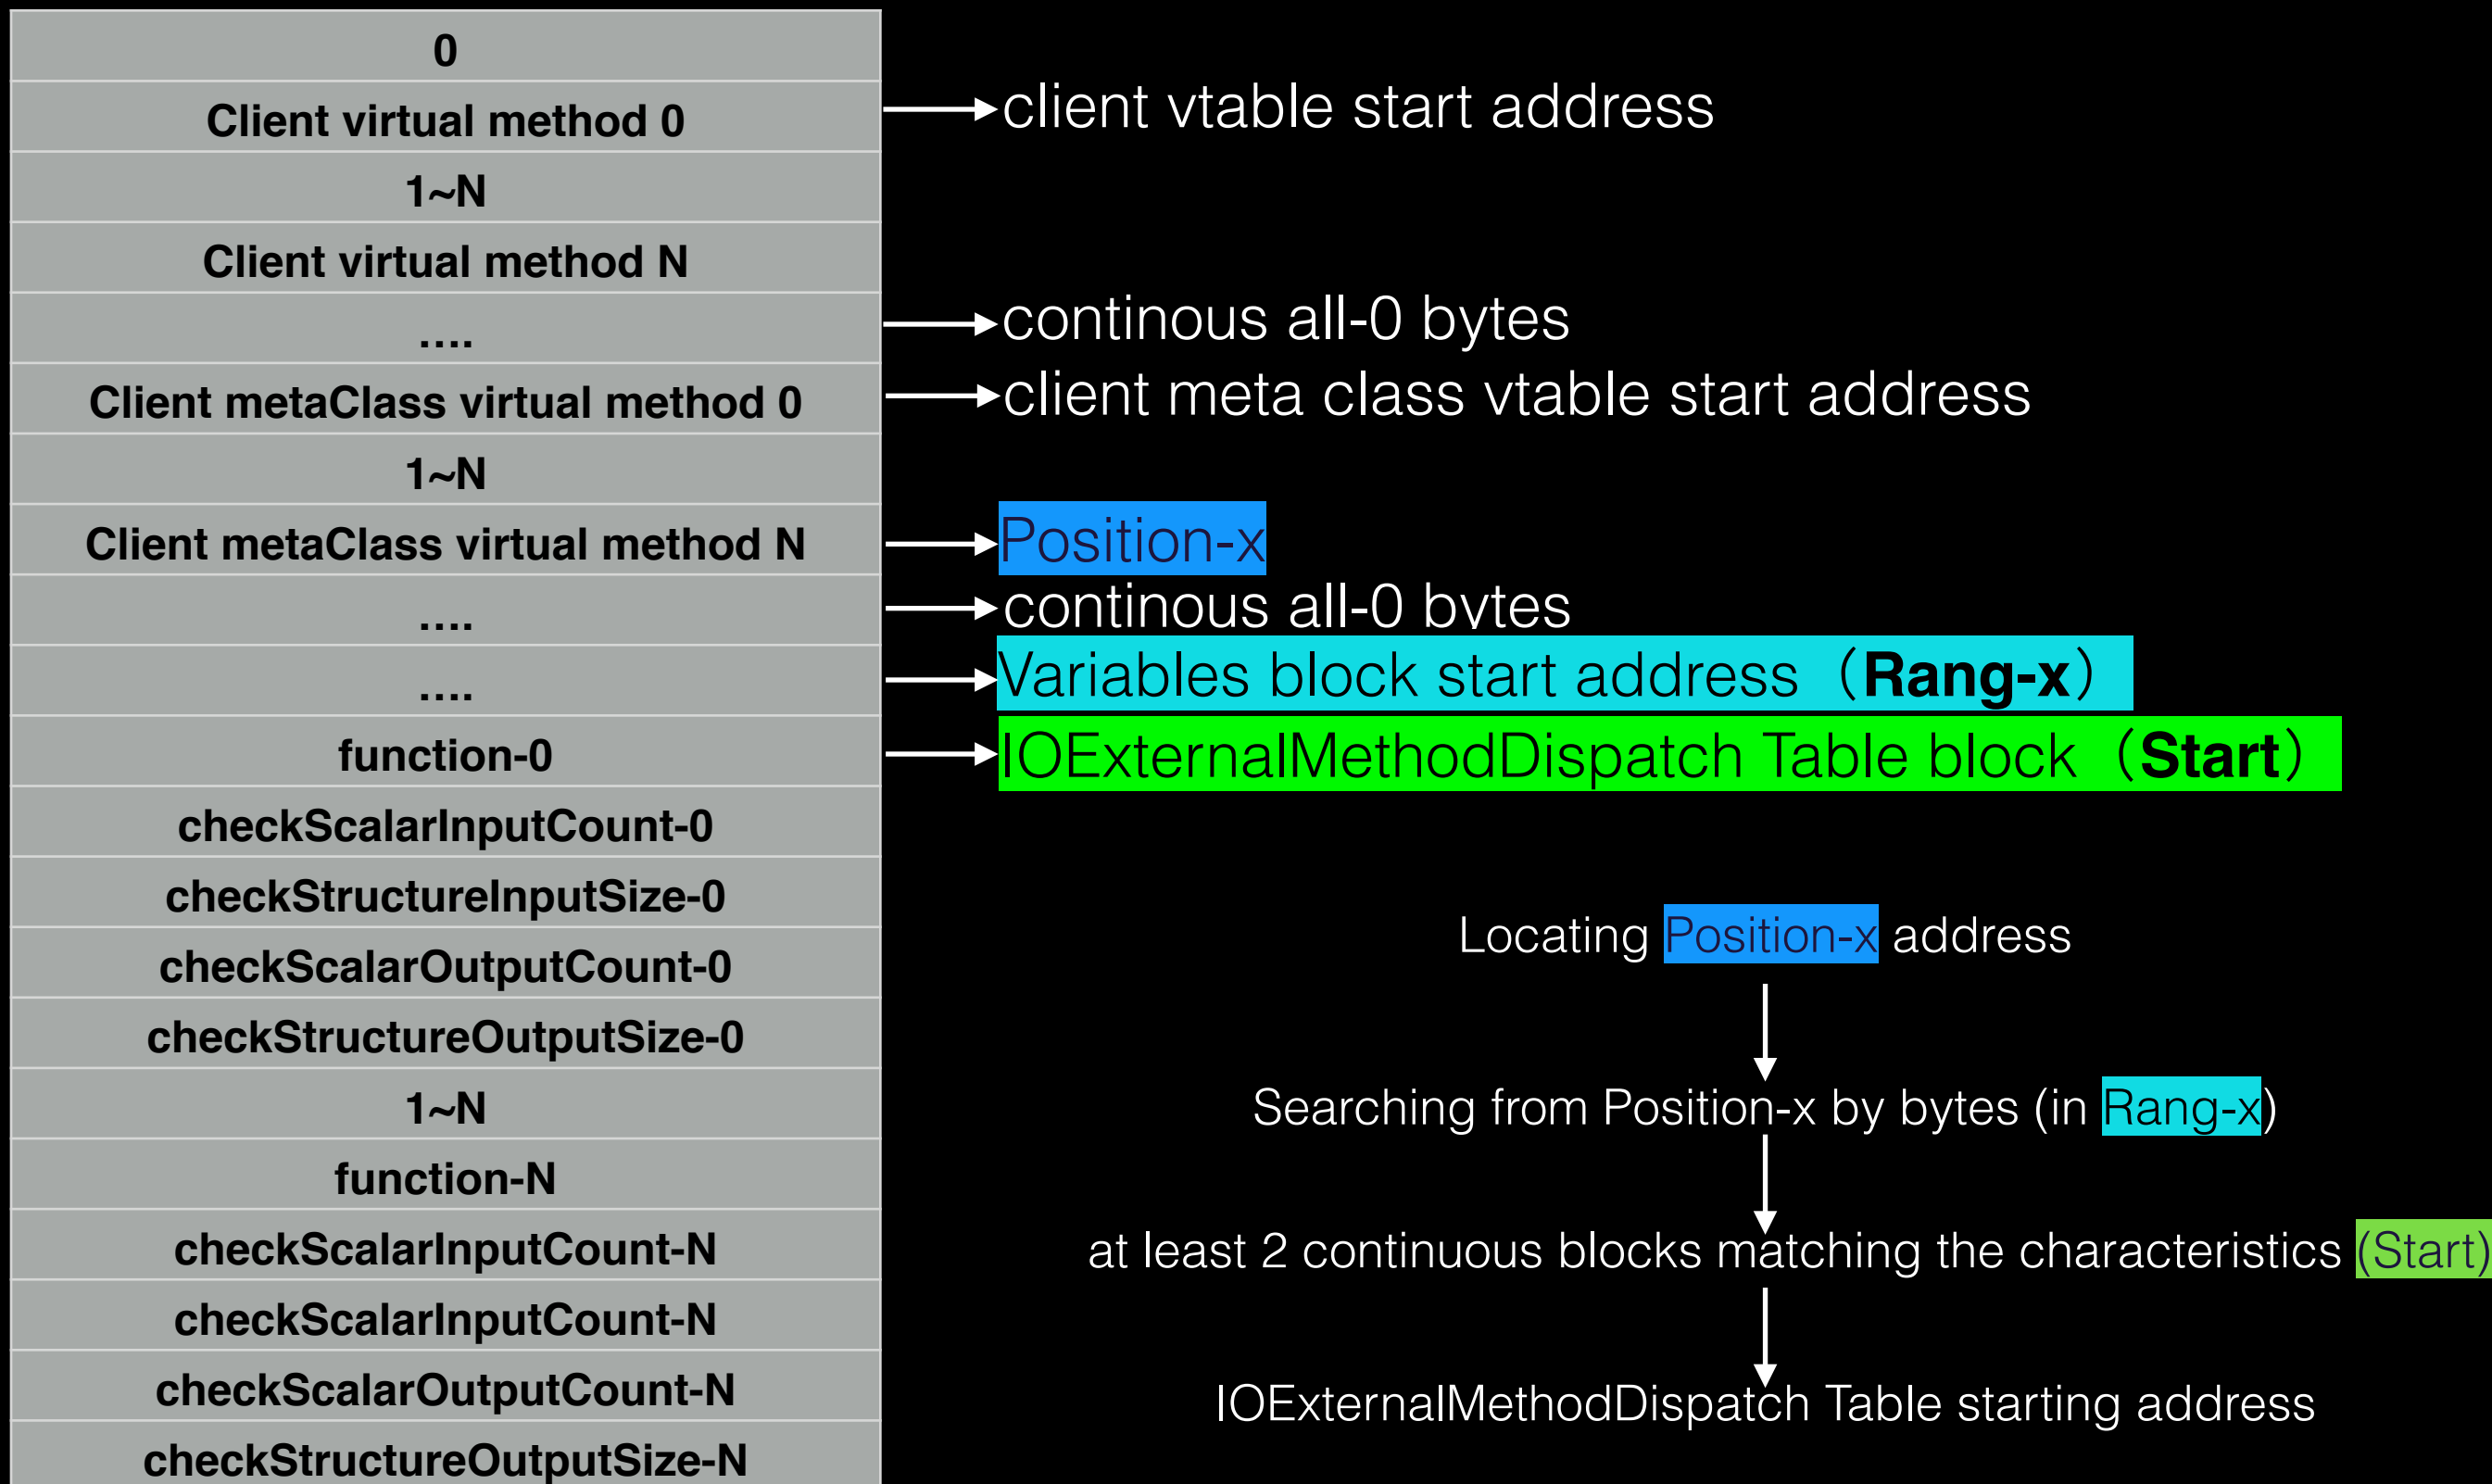 0
Client virtual method 0
client vtable start address
1~N
Client virtual method N
....
continous all-0 bytes
Client metaClass virtual method 0
client meta class vtable start address
1~N
Client metaClass virtual method N
Position-x
....
continous all-0 bytes
....
Variables block start address（Rang-x）
function-0
IOExternalMethodDispatch Table block（Start）
checkScalarInputCount-0
checkStructureInputSize-0
checkScalarOutputCount-0
checkStructureOutputSize-0
1~N
function-N
checkScalarInputCount-N
checkScalarInputCount-N
checkScalarOutputCount-N
checkStructureOutputSize-N
Locating Position-x address
Searching from Position-x by bytes (in Rang-x)
at least 2 continuous blocks matching the characteristics (Start)
IOExternalMethodDispatch Table starting address